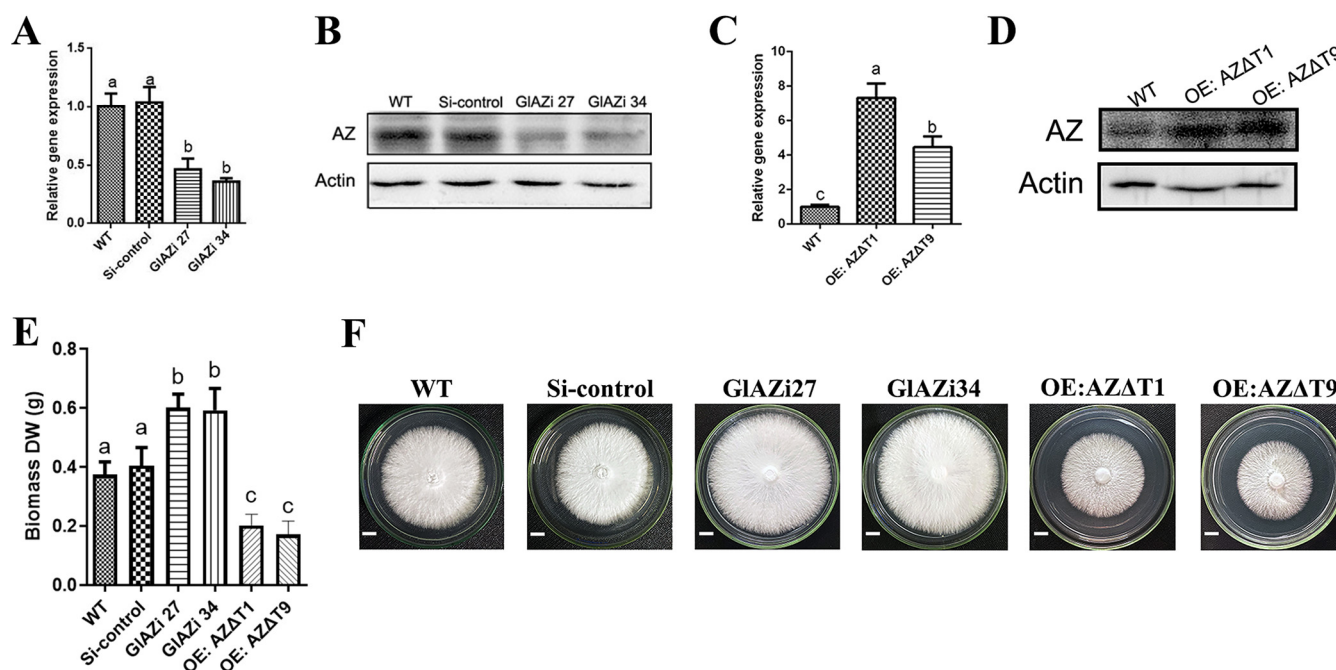 A
Relative gene expression
1.5
1.0
0.5
0.0
a
a
b
b
WT
Si-control
GlAZi 27
GlAZi 34
B
WT
Si-control
GlAZi 27
GlAZi 34
AZ
Actin
C
Relative gene expression
10
8
6
4
2
0
c
a
b
WT
OE: AZΔT1
OE: AZΔT9
D
WT
OE: AZΔT1
OE: AZΔT9
AZ
Actin
E
Biomass DW (g)
0.8
0.6
0.4
0.2
0.0
a
a
b
b
c
c
WT
Si-control
GlAZi 27
GlAZi 34
OE: AZΔT1
OE: AZΔT9
F
WT
Si-control
GlAZi27
GlAZi34
OE:AZΔT1
OE:AZΔT9